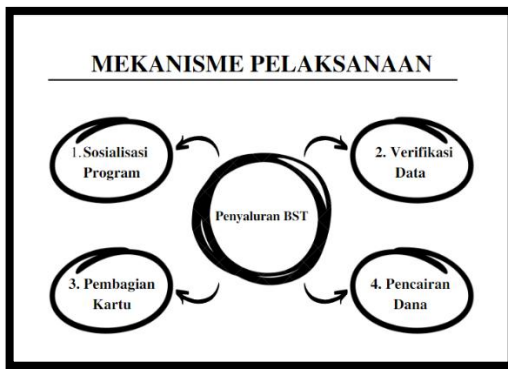 MEKANISME PELAKSANAAN
1. Sosialisasi
Program
2. Verifikasi
Data
Penyaluran BST
3. Pembagian
Kartu
4. Pencairan
Dana